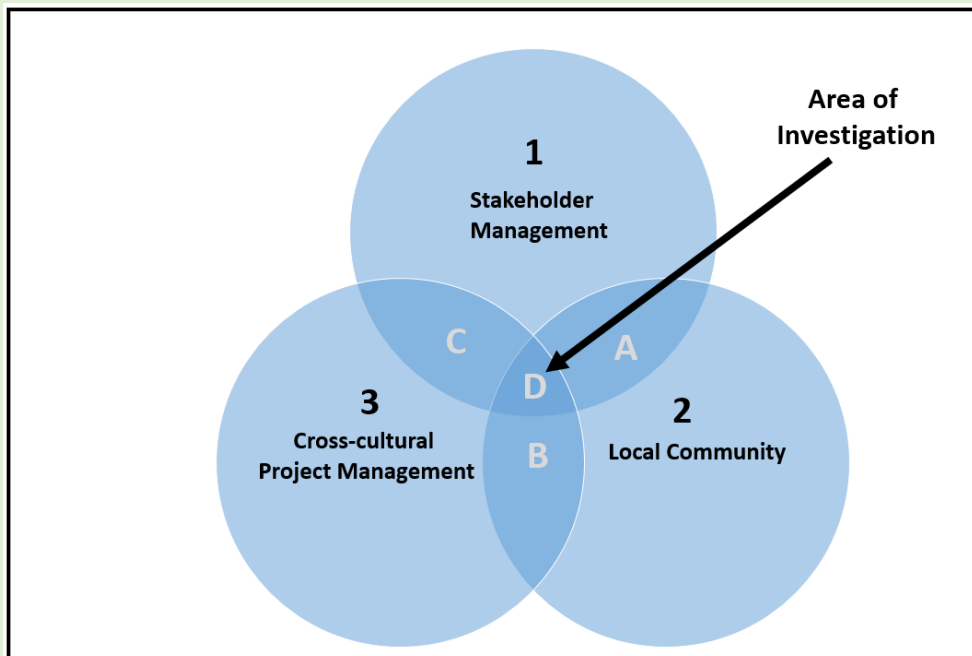 Area of
Investigation
1
Stakeholder
Management
C
A
D
3
2
Cross-cultural
Project Management
Local Community
B